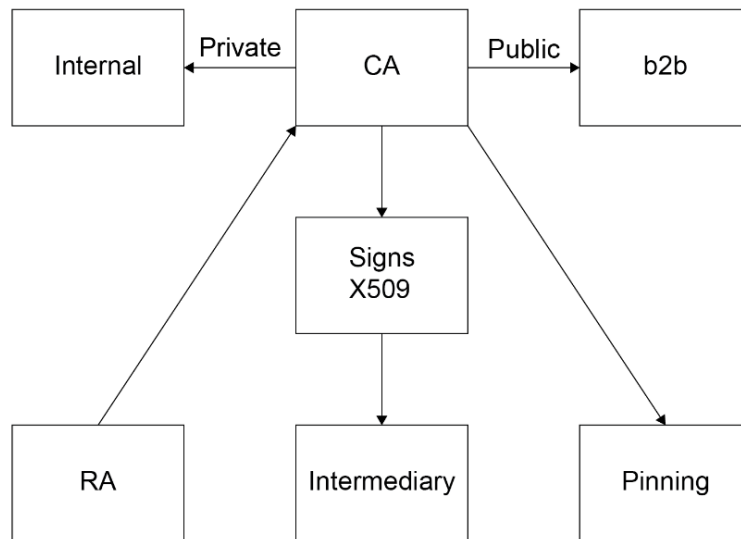 Internal
Private
CA
Public
b2b
Signs
X509
RA
Intermediary
Pinning